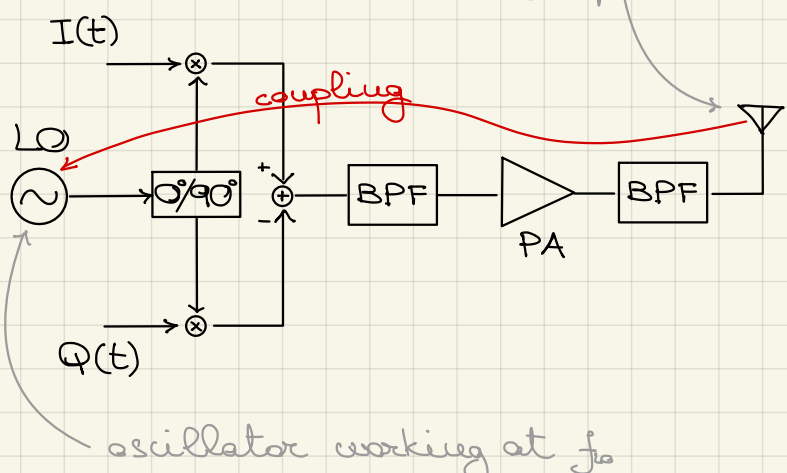 I(t)
coupling
LO
0°/90°
+
-
BPF
PA
BPF
Q(t)
oscillator working at f₀